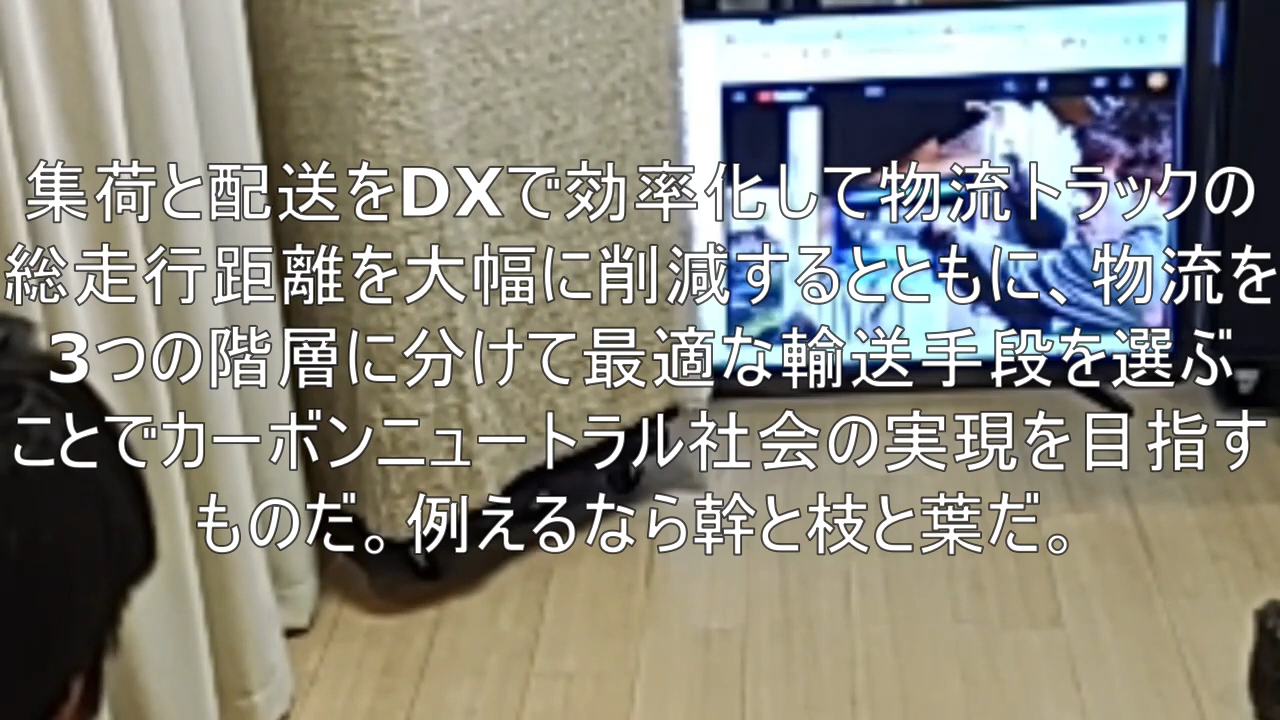 集荷と配送をDXで効率化して物流トラックの
総走行距離を大幅に削減するとともに、物流を
3つの階層に分けて最適な輸送手段を選ぶ
ことでカーボンニュートラル社会の実現を目指す
ものだ。例えるなら幹と枝と葉だ。